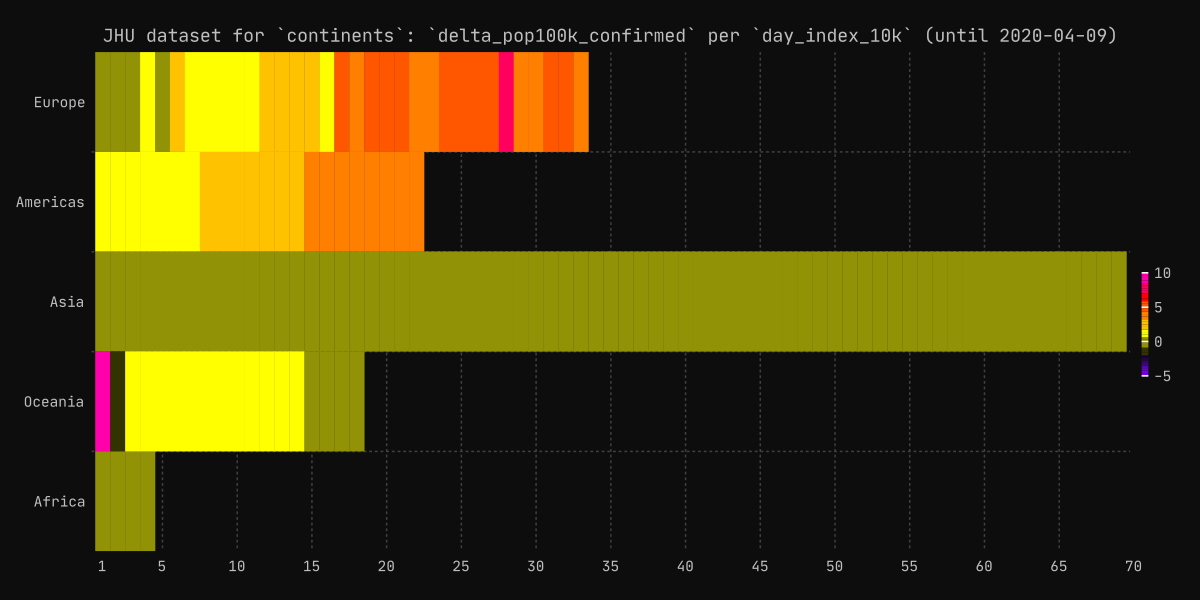 JHU dataset for `continents`: `delta_pop100k_confirmed` per `day_index_10k` (until 2020-04-09)
Europe
Americas
Asia
Oceania
Africa
10
5
0
-5
1 5 10 15 20 25 30 35 40 45 50 55 60 65 70